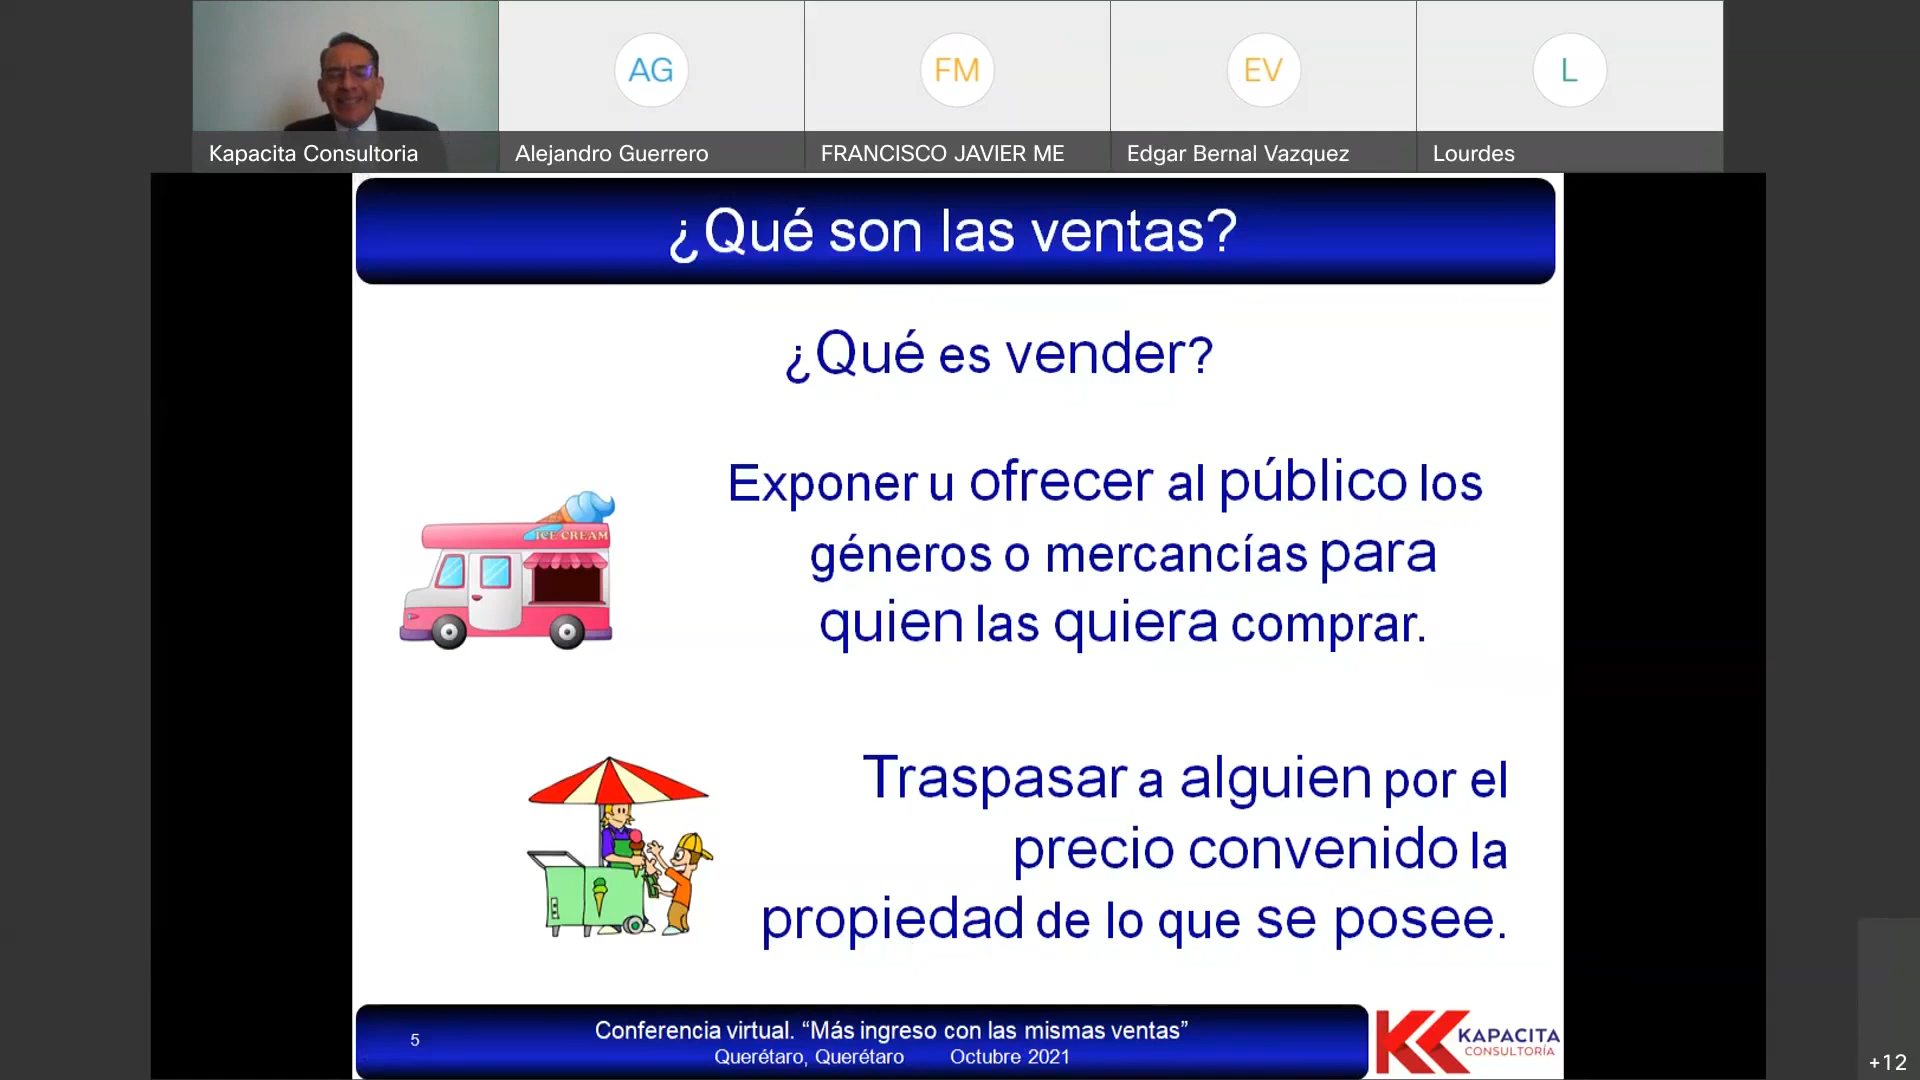 AG
FM
EV
L
Kapacita Consultoria
Alejandro Guerrero
FRANCISCO JAVIER ME
Edgar Bernal Vazquez
Lourdes
¿Qué son las ventas?
¿Qué es vender?
Exponer u ofrecer al público los
géneros o mercancías para
quien las quiera comprar.
ICE CREAM
Traspasar a alguien por el
precio convenido la
propiedad de lo que se posee.
5
Conferencia virtual. “Más ingreso con las mismas ventas”
Querétaro, Querétaro Octubre 2021
KAPACITA
CONSULTORÍA
+12